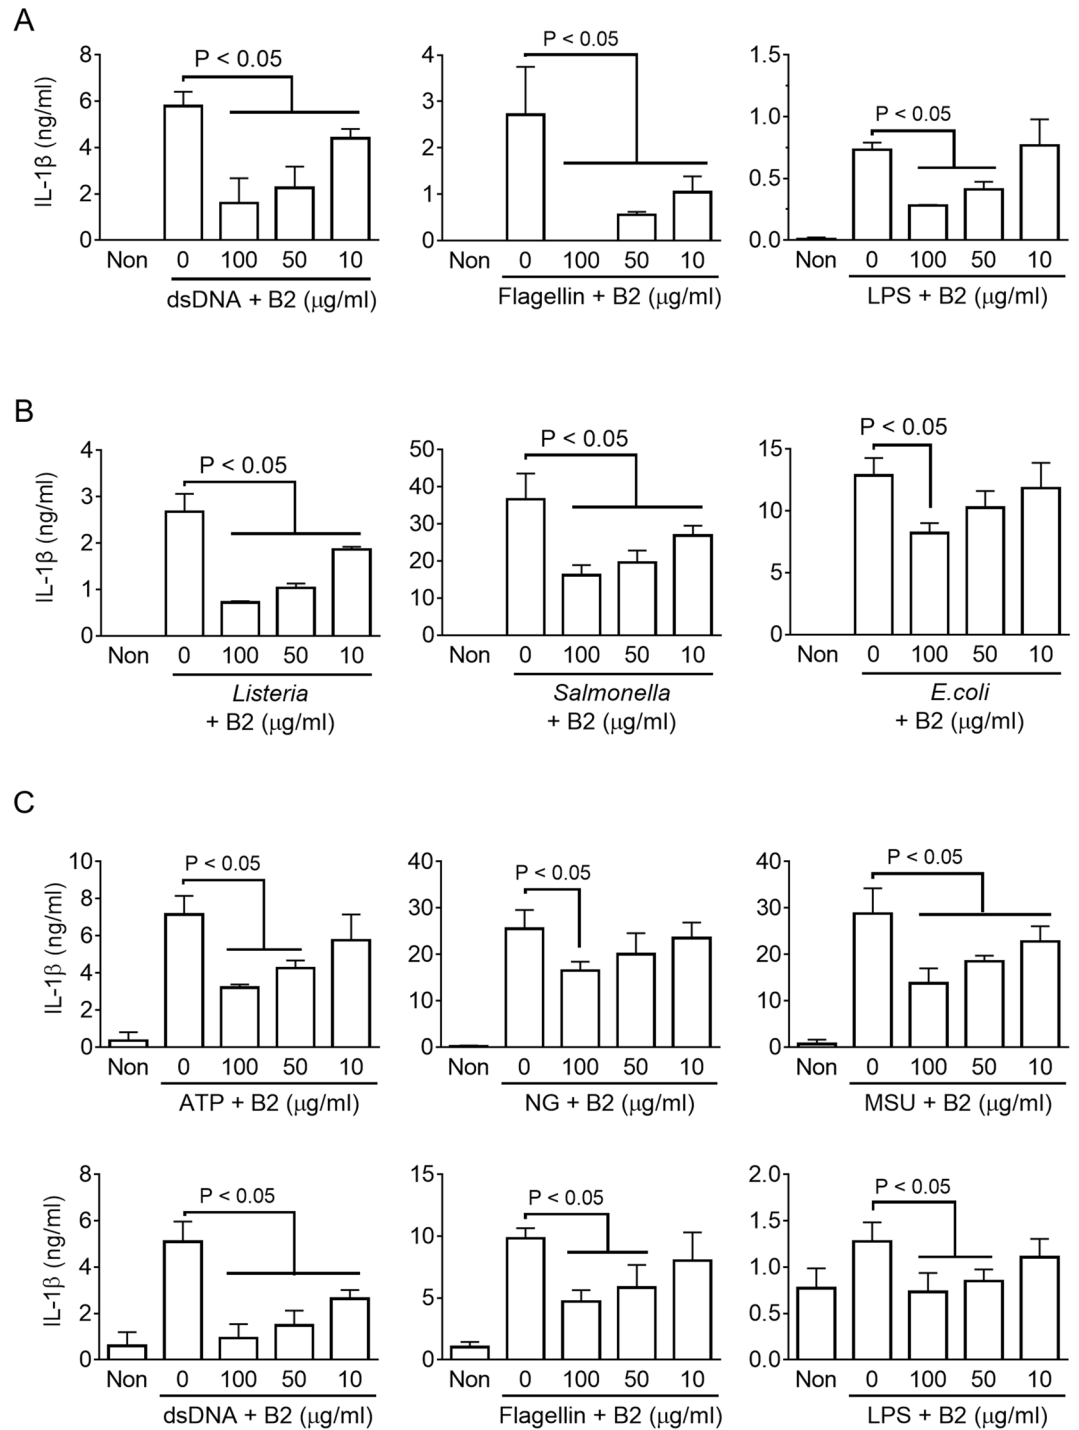 A
P < 0.05
P < 0.05
P < 0.05
IL-1β (ng/ml)
8
6
4
2
0
4
3
2
1
0
1.5
1.0
0.5
0.0
Non 0 100 50 10
Non 0 100 50 10
Non 0 100 50 10
dsDNA + B2 (μg/ml)
Flagellin + B2 (μg/ml)
LPS + B2 (μg/ml)
B
P < 0.05
P < 0.05
P < 0.05
IL-1β (ng/ml)
4
3
2
1
0
50
40
30
20
10
0
15
10
5
0
Non 0 100 50 10
Non 0 100 50 10
Non 0 100 50 10
Listeria
+ B2 (μg/ml)
Salmonella
+ B2 (μg/ml)
E.coli
+ B2 (μg/ml)
C
P < 0.05
P < 0.05
P < 0.05
IL-1β (ng/ml)
10
8
6
4
2
0
40
30
20
10
0
40
30
20
10
0
Non 0 100 50 10
Non 0 100 50 10
Non 0 100 50 10
ATP + B2 (μg/ml)
NG + B2 (μg/ml)
MSU + B2 (μg/ml)
P < 0.05
P < 0.05
P < 0.05
IL-1β (ng/ml)
8
6
4
2
0
15
10
5
0
2.0
1.5
1.0
0.5
0.0
Non 0 100 50 10
Non 0 100 50 10
Non 0 100 50 10
dsDNA + B2 (μg/ml)
Flagellin + B2 (μg/ml)
LPS + B2 (μg/ml)